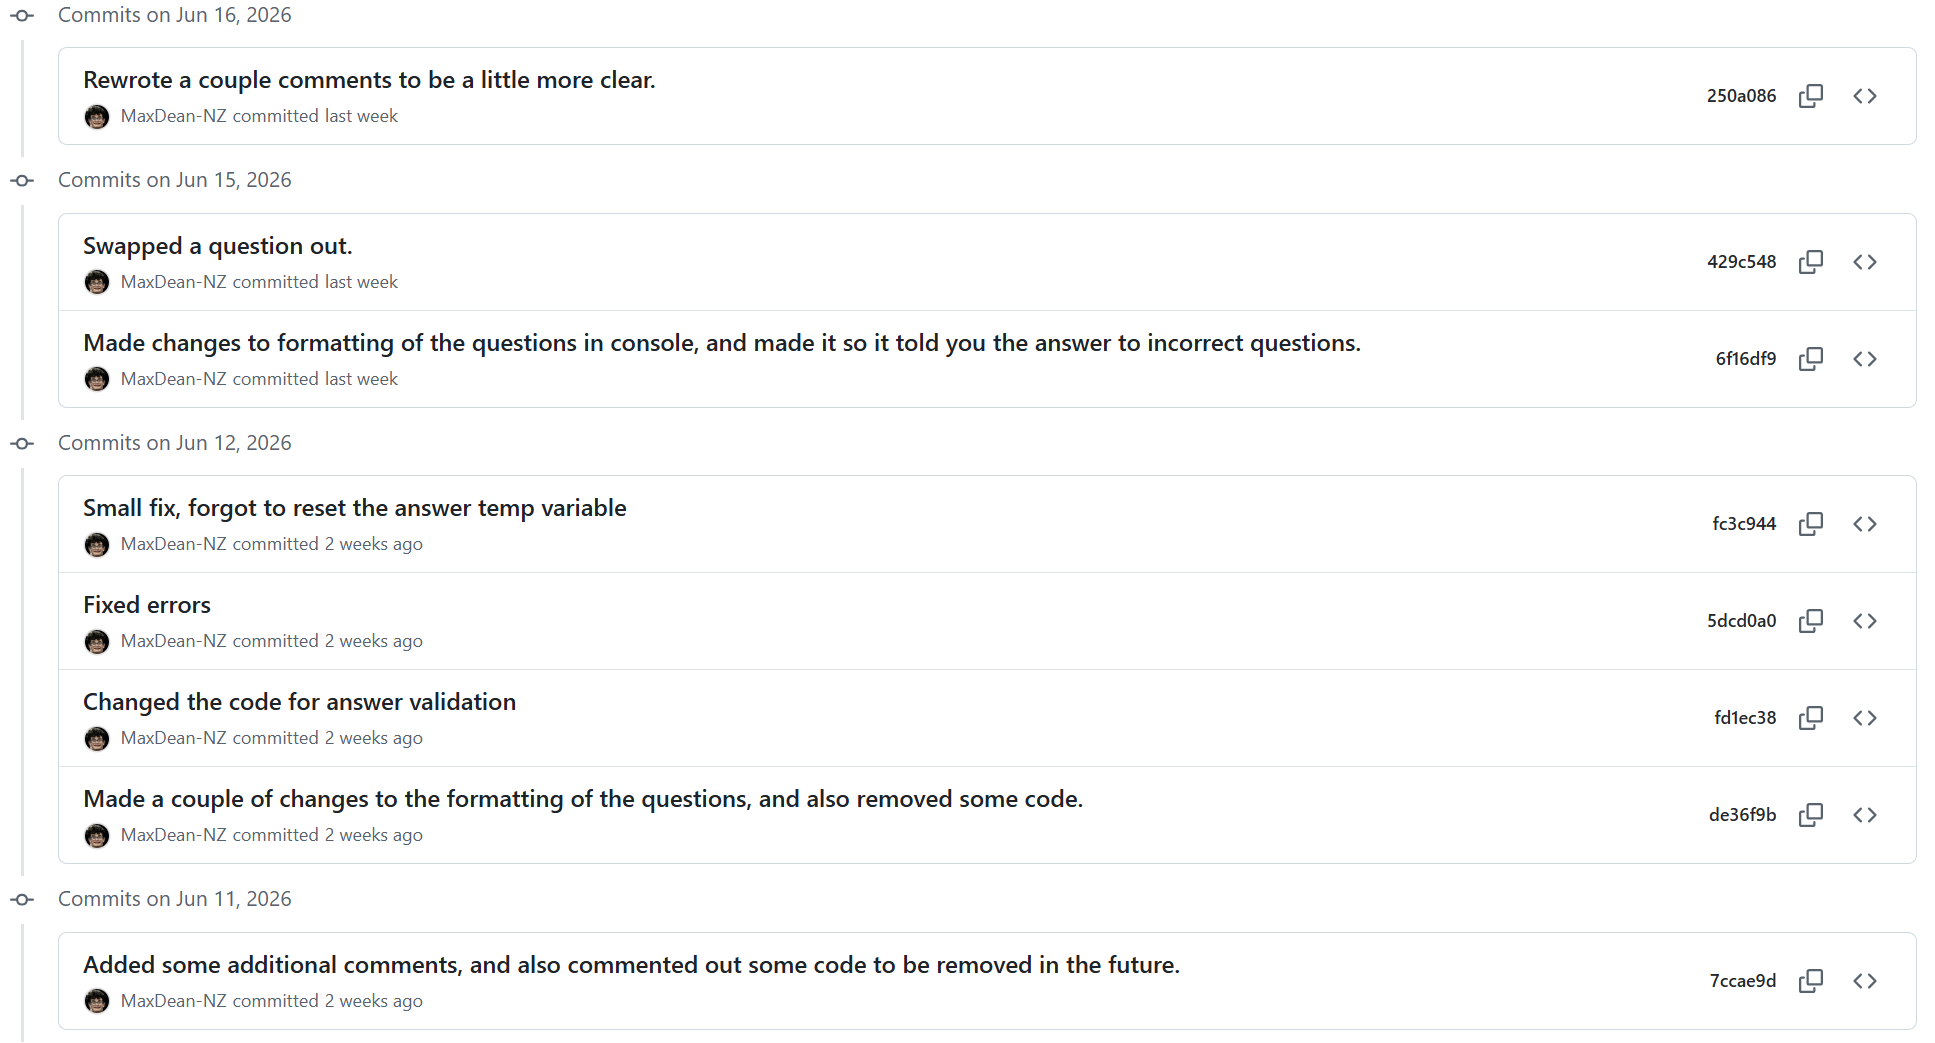 Commits on Jun 16, 2026
Rewrote a couple comments to be a little more clear.
MaxDean-NZ committed last week
250a086
Commits on Jun 15, 2026
Swapped a question out.
MaxDean-NZ committed last week
429c548
Made changes to formatting of the questions in console, and made it so it told you the answer to incorrect questions.
MaxDean-NZ committed last week
6f16df9
Commits on Jun 12, 2026
Small fix, forgot to reset the answer temp variable
MaxDean-NZ committed 2 weeks ago
fc3c944
Fixed errors
MaxDean-NZ committed 2 weeks ago
5dcd0a0
Changed the code for answer validation
MaxDean-NZ committed 2 weeks ago
fd1ec38
Made a couple of changes to the formatting of the questions, and also removed some code.
MaxDean-NZ committed 2 weeks ago
de36f9b
Commits on Jun 11, 2026
Added some additional comments, and also commented out some code to be removed in the future.
MaxDean-NZ committed 2 weeks ago
7ccae9d